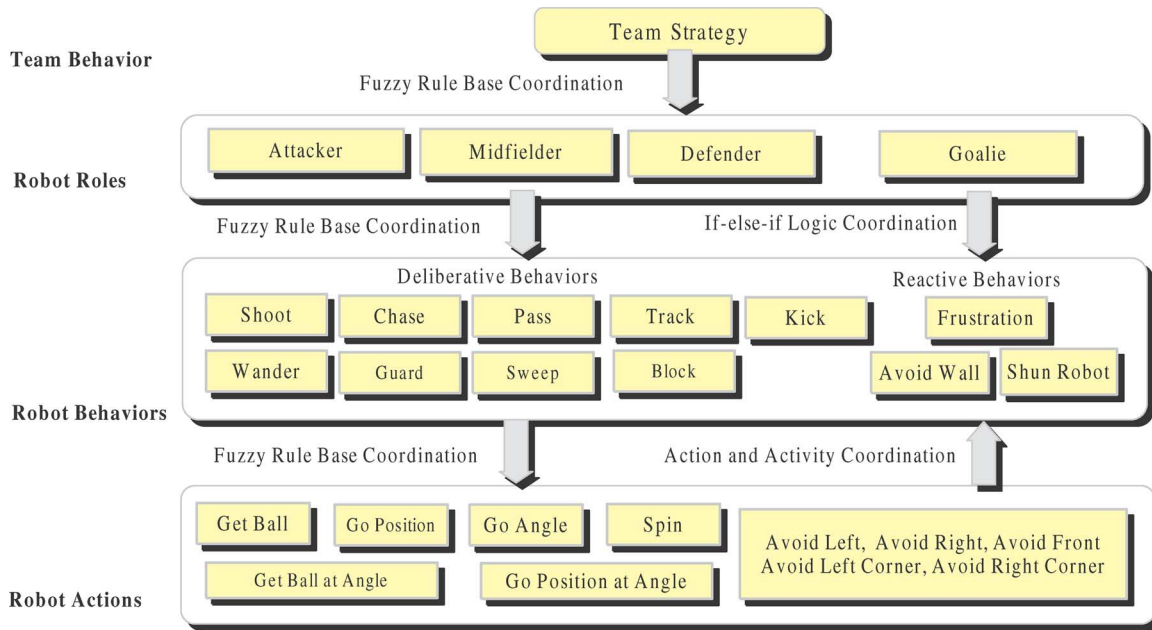 Team Strategy
Team Behavior
Fuzzy Rule Base Coordination
Attacker
Midfielder
Defender
Goalie
Robot Roles
Fuzzy Rule Base Coordination
If-else-if Logic Coordination
Deliberative Behaviors
Reactive Behaviors
Shoot
Chase
Pass
Track
Kick
Frustration
Wander
Guard
Sweep
Block
Avoid Wall
Shun Robot
Robot Behaviors
Fuzzy Rule Base Coordination
Action and Activity Coordination
Get Ball
Go Position
Go Angle
Spin
Avoid Left, Avoid Right, Avoid Front
Avoid Left Corner, Avoid Right Corner
Get Ball at Angle
Go Position at Angle
Robot Actions